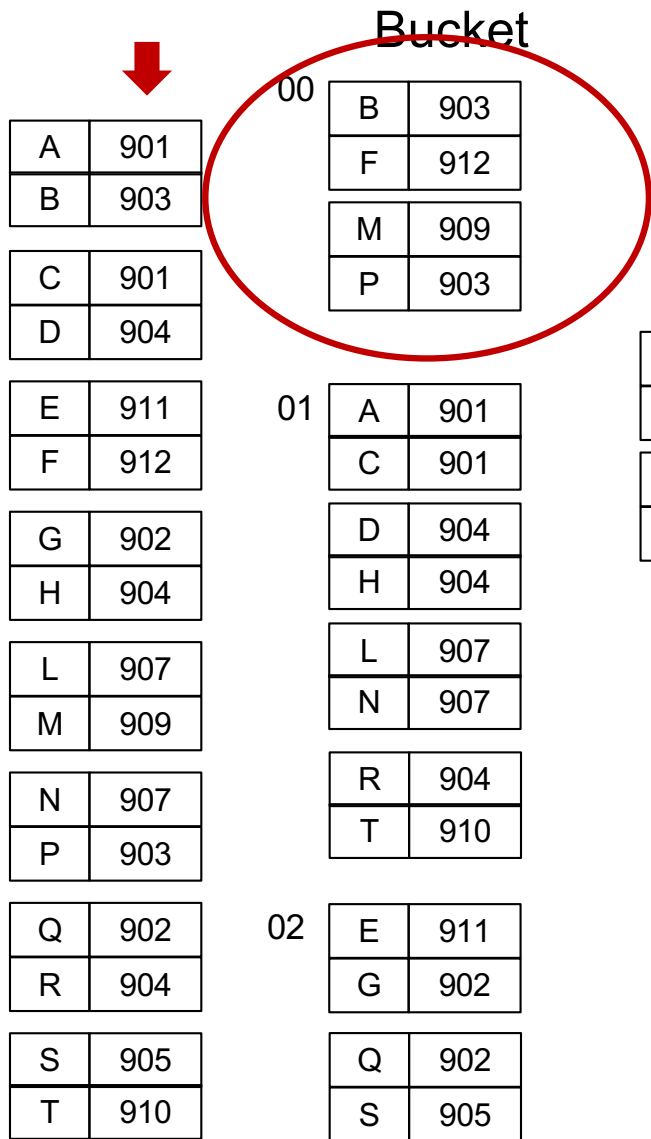 Bucket
A 901
B 903
C 901
D 904
E 911
F 912
G 902
H 904
L 907
M 909
N 907
P 903
Q 902
R 904
S 905
T 910
00
B 903
F 912
M 909
P 903
01
A 901
C 901
D 904
H 904
L 907
N 907
R 904
T 910
02
E 911
G 902
Q 902
S 905